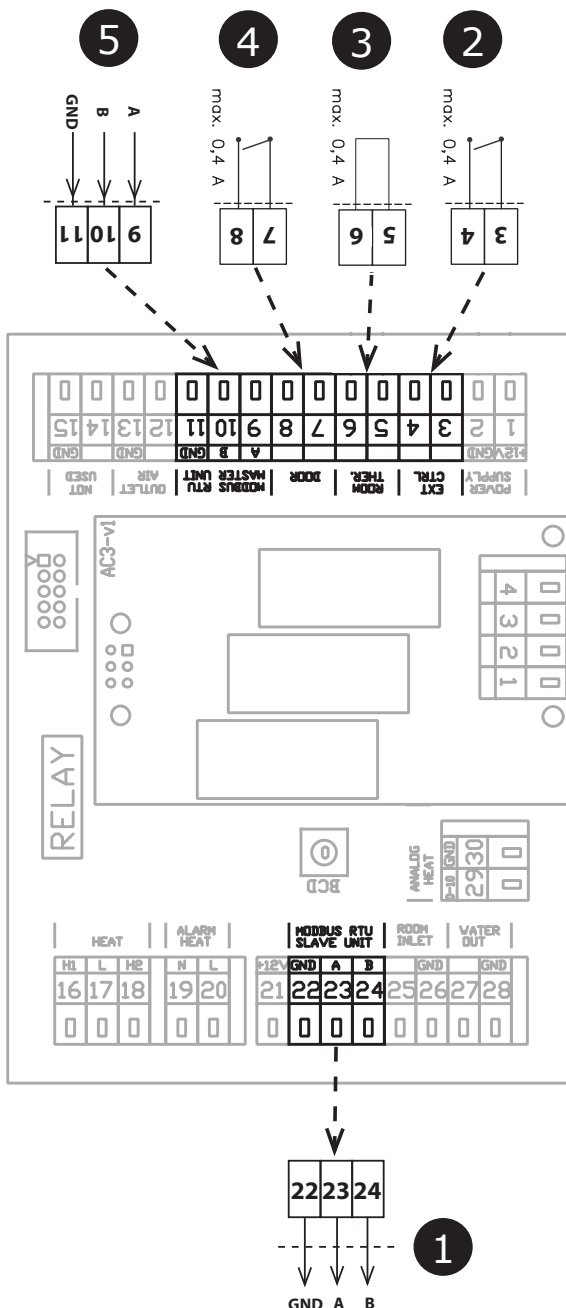 5 4 3 2
GND B A
max. 0,4 A
max. 0,4 A
max. 0,4 A
11 10 9
8 7
6 5
4 3
15 14 13 12 11 10 9 8 7 6 5 4 3 2 1
GND GND GND B A GND +12V
NOT USED
OUTLET AIR
MODBUS RTU MASTER UNIT
DOOR
ROOM THER.
EXT CTRL
POWER SUPPLY
AC3-v1
4
3
2
1
RELAY
0
BCD
ANALOG HEAT
0-10 GND
29 30
HEAT
ALARM HEAT
MODBUS RTU SLAVE UNIT
ROOM INLET
WATER OUT
H1 L H2 N L +12V GND A B GND GND
16 17 18 19 20 21 22 23 24 25 26 27 28
22 23 24
1
GND A B